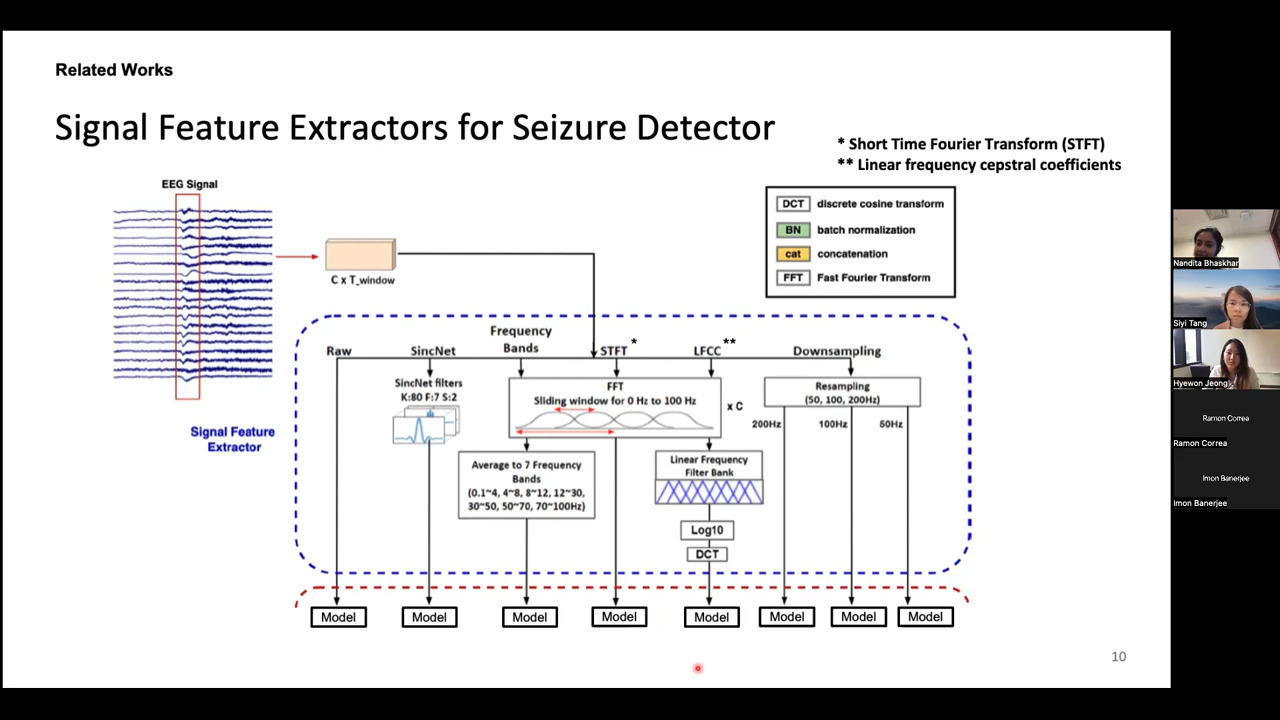 Related Works
Signal Feature Extractors for Seizure Detector
* Short Time Fourier Transform (STFT)
** Linear frequency cepstral coefficients
EEG Signal
C x T_window
DCT discrete cosine transform
BN batch normalization
cat concatenation
FFT Fast Fourier Transform
Signal Feature
Extractor
Raw
SincNet
Frequency
Bands
STFT *
LFCC **
Downsampling
SincNet filters
K:80 F:7 S:2
FFT
Sliding window for 0 Hz to 100 Hz
x C
Resampling
(50, 100, 200Hz)
200Hz
100Hz
50Hz
Average to 7 Frequency
Bands
(0.1~4, 4~8, 8~12, 12~30,
30~50, 50~70, 70~100Hz)
Linear Frequency
Filter Bank
Log10
DCT
Model
Model
Model
Model
Model
Model
Model
Model
10
Nandita Bhaskhar
Siyi Tang
Hyewon Jeong
Ramon Correa
Ramon Correa
Imon Banerjee
Imon Banerjee